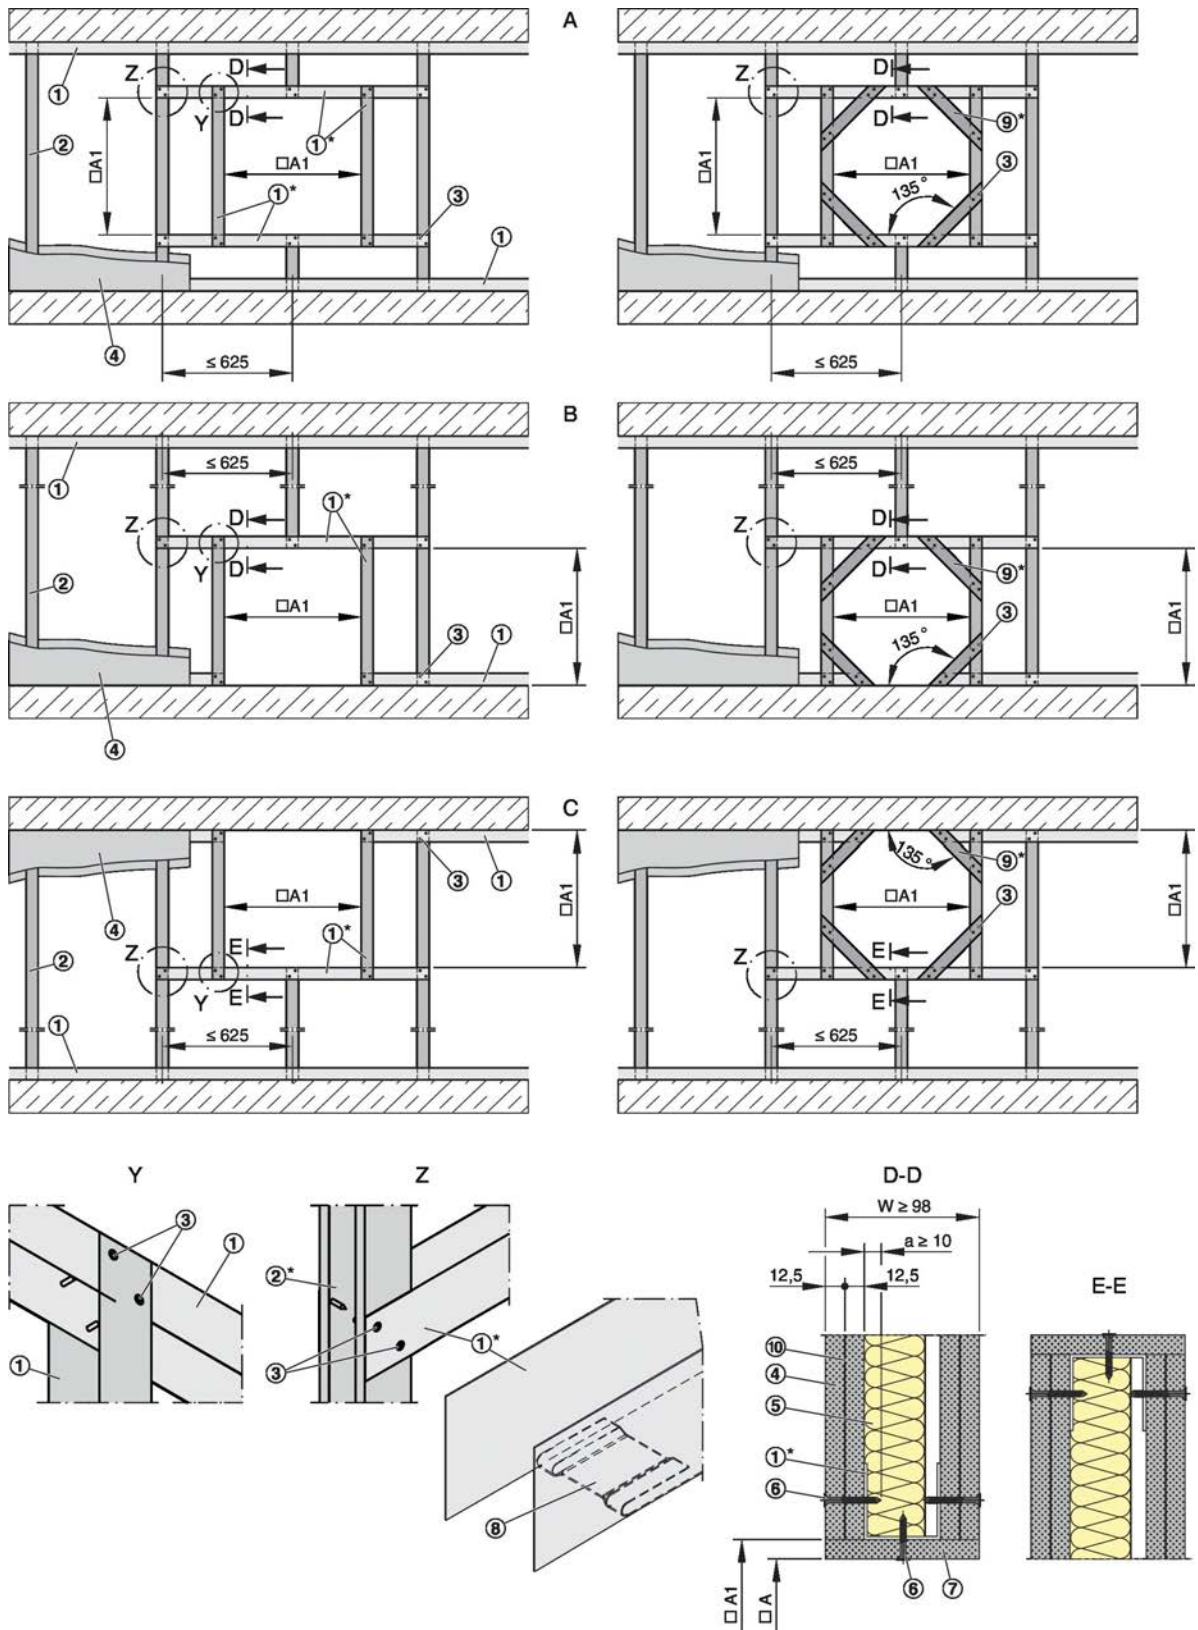 A
Z
D
①
Y
D
①*
②
□A1
□A1
①*
③
①
④
≤ 625
D
Z
⑨*
D
□A1
□A1
③
135°
≤ 625
B
①
≤ 625
①*
Z
D
Y
D
②
□A1
□A1
③
①
④
≤ 625
D
Z
⑨*
D
□A1
□A1
③
135°
C
④
③
①
□A1
□A1
E
①*
②
Z
Y
E
①
≤ 625
135°
⑨*
□A1
□A1
③
E
Z
E
≤ 625
Y
③
①
①
Z
②*
③
①*
⑧
D-D
W ≥ 98
a ≥ 10
12,5
12,5
⑩
④
⑤
①*
⑥
⑥
⑦
□ A1
□ A
E-E